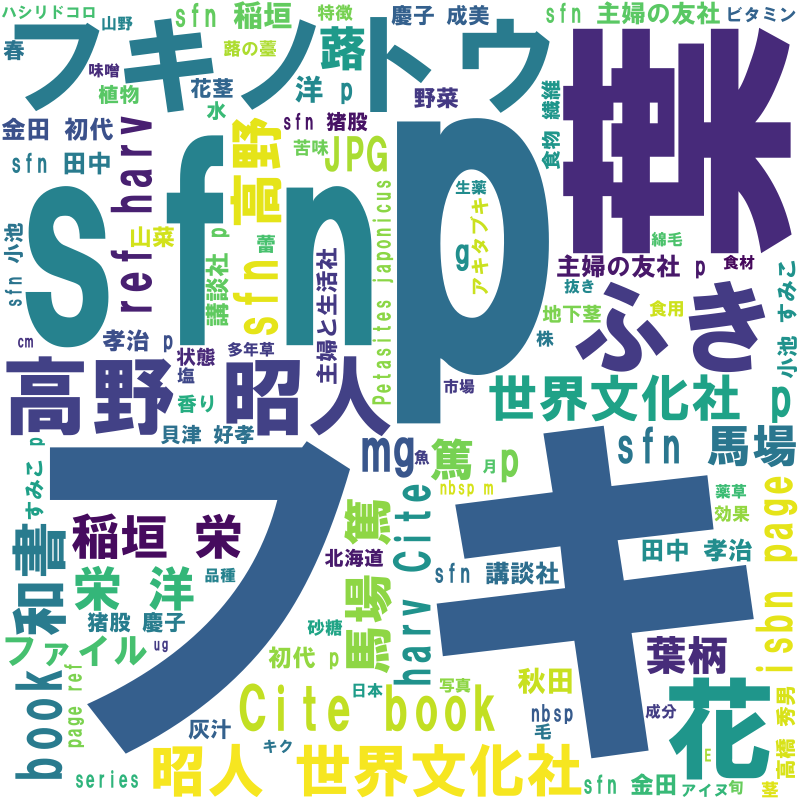 ハシリドコロ
山野
sfn 稲垣
特徴
慶子 成美
sfn 主婦の友社
ビタミン
春
フキノトウ
蕗の薹
蕗
葉
味噌
植物
花茎
洋 p
野菜
水
食物 繊維
金田 初代
sfn 猪股
sfn 田中
ref harv
高野
苦味
JPG
生薬
sfn p
山菜
蕾
g
アキタブキ
綿毛
講談社 p
sfn
主婦と生活社
Petasites japonicus
主婦の友社 p
食材
sfn 小池
抜き
ふき
小池 すみこ
地下茎
食用
cm
孝治 p
状態
多年草
株
塩
市場
高野 昭人
世界文化社 p
香り
貝津 好孝
フキ
mg
魚
篤
月
p
sfn 馬場
すみこ p
nbsp m
薬草
効果
和書
稲垣 栄
馬場 篤
harv Cite
isbn page
北海道
田中 孝治
栄 洋
品種
sfn 講談社
猪股 慶子
砂糖
ファイル
ug
初代 p
葉柄
book
page ref
日本
写真
秋田
花
Cite book
nbsp
成分
灰汁
毛
高橋 秀男
キク
E
series
昭人 世界文化社
sfn 金田
アイヌ
旬
茎